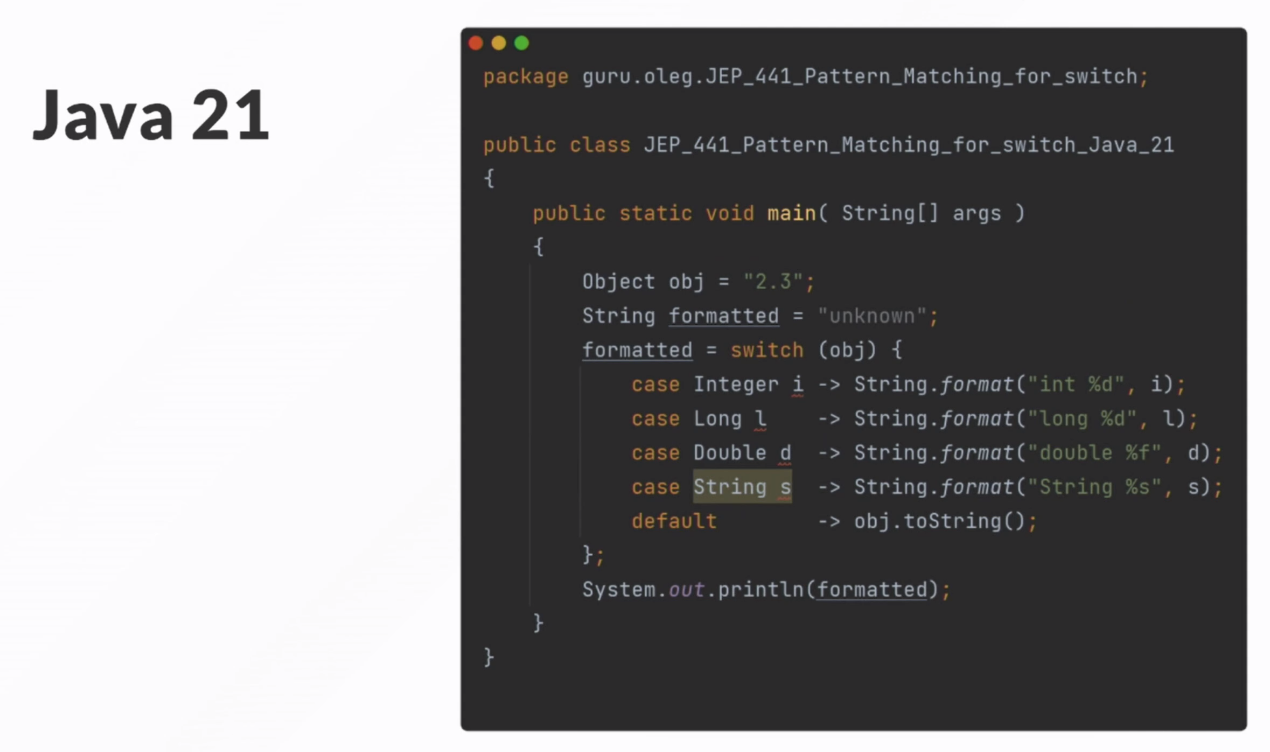 Java 21
package guru.oleg.JEP_441_Pattern_Matching_for_switch;
public class JEP_441_Pattern_Matching_for_switch_Java_21
{
    public static void main( String[] args )
    {
        Object obj = "2.3";
        String formatted = "unknown";
        formatted = switch (obj) {
            case Integer i -> String.format("int %d", i);
            case Long l    -> String.format("long %d", l);
            case Double d  -> String.format("double %f", d);
            case String s  -> String.format("String %s", s);
            default        -> obj.toString();
        };
        System.out.println(formatted);
    }
}